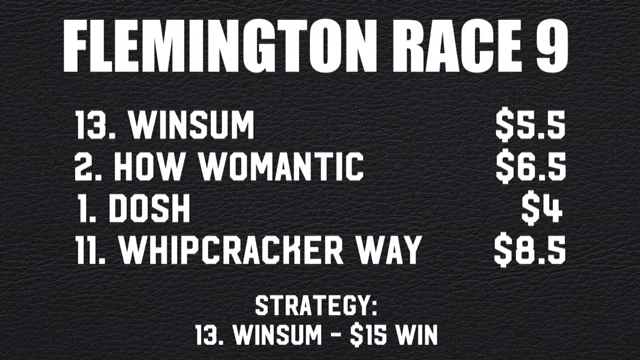 FLEMINGTON RACE 9
13. WINSUM $5.5
2. HOW WOMANTIC $6.5
1. DOSH $4
11. WHIPCRACKER WAY $8.5
STRATEGY:
13. WINSUM - $15 WIN